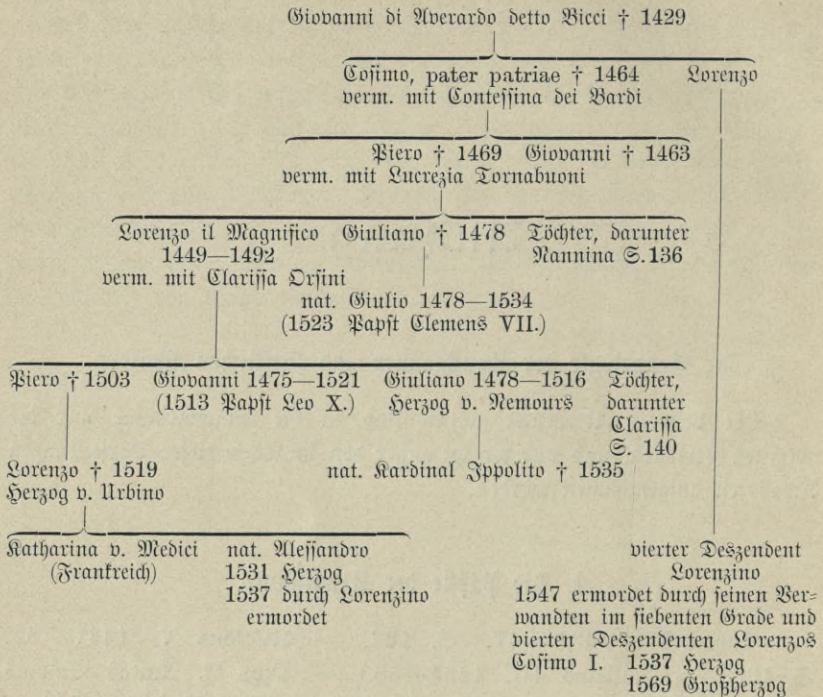 Giovanni di Averardo detto Bicci † 1429
Cosimo, pater patriae † 1464 Lorenzo
verm. mit Contessina dei Bardi
Piero † 1469 Giovanni † 1463
verm. mit Lucrezia Tornabuoni
Lorenzo il Magnifico Giuliano † 1478 Töchter, darunter
1449—1492 Nannina S. 136
verm. mit Clarissa Orsini
nat. Giulio 1478—1534
(1523 Papst Clemens VII.)
Piero † 1503 Giovanni 1475—1521 Giuliano 1478—1516 Töchter,
(1513 Papst Leo X.) Herzog v. Nemours darunter
Clarissa
S. 140
Lorenzo † 1519 nat. Kardinal Ippolito † 1535
Herzog v. Urbino
Katharina v. Medici nat. Alessandro vierter Deszendent
(Frankreich) 1531 Herzog Lorenzino
1537 durch Lorenzino 1547 ermordet durch seinen Ver-
ermordet wandten im siebenten Grade und
vierten Deszendenten Lorenzos
Cosimo I. 1537 Herzog
1569 Großherzog